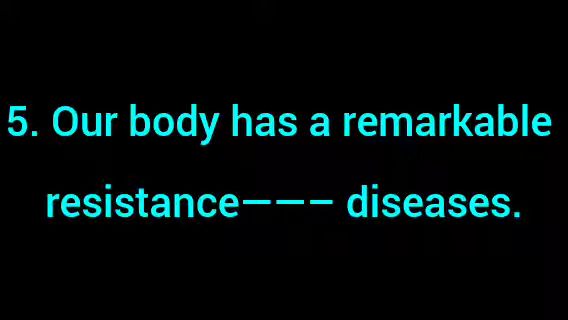 5. Our body has a remarkable
resistance——– diseases.